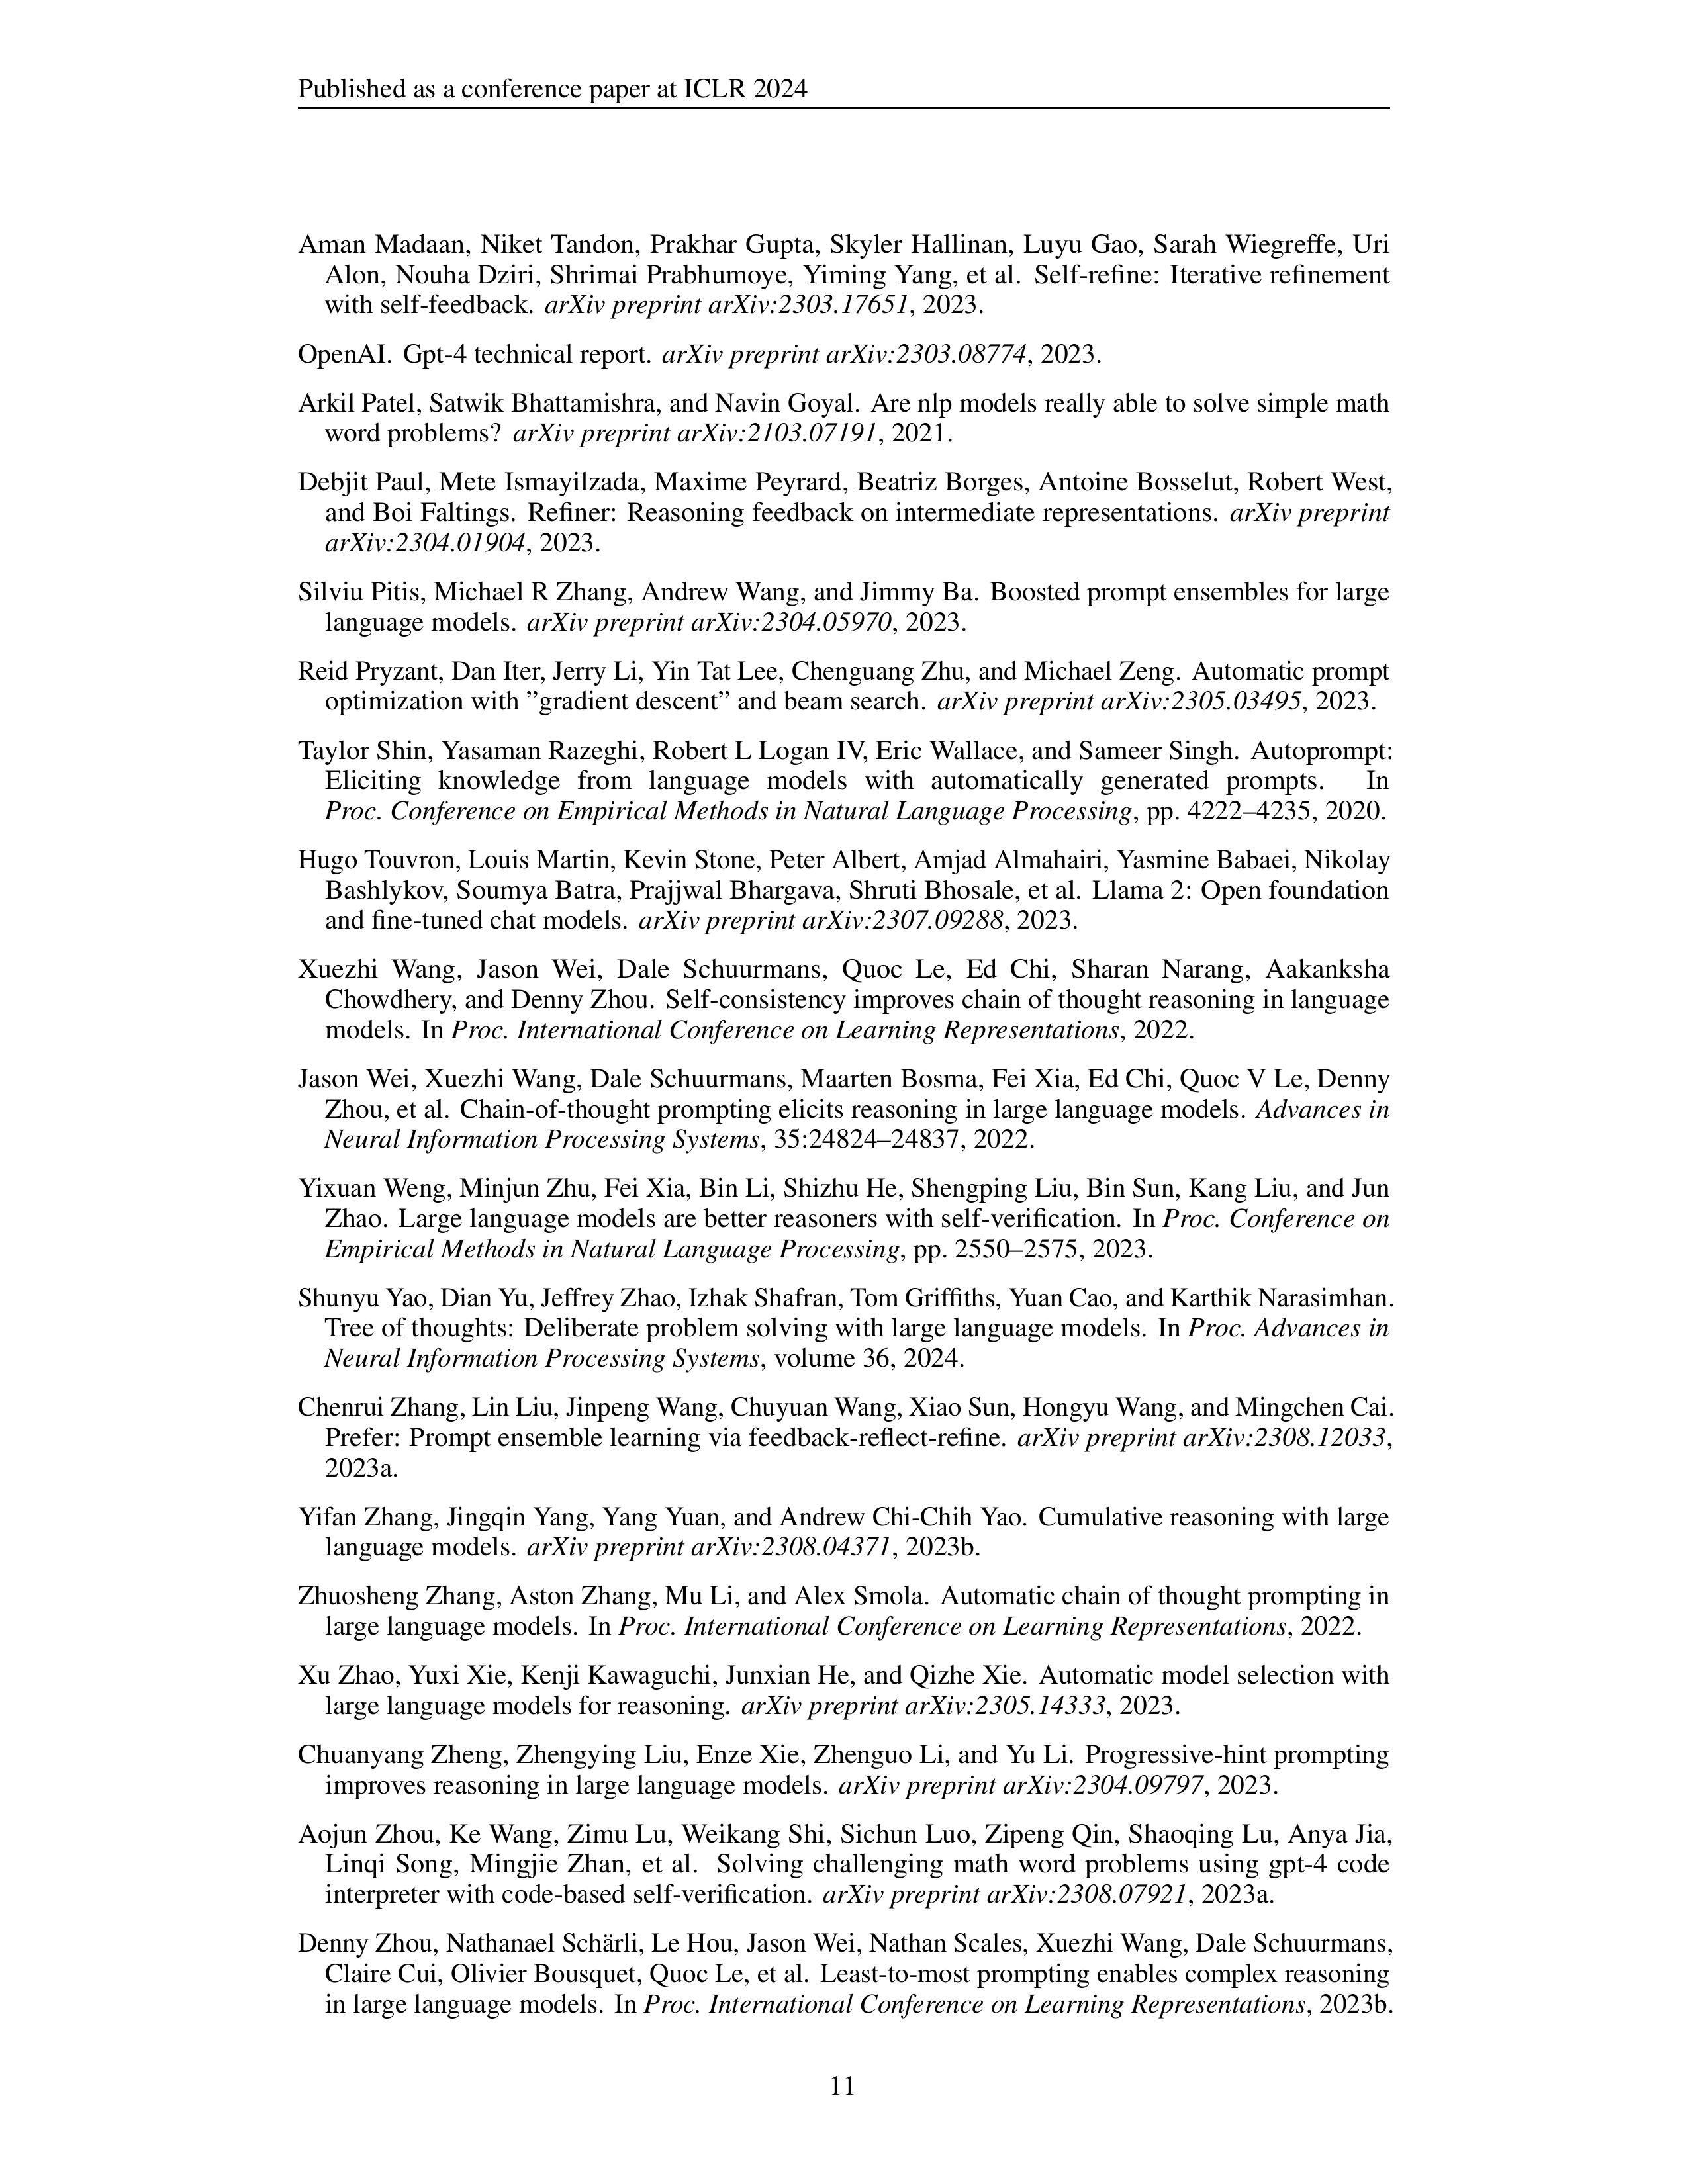 Published as a conference paper at ICLR 2024
Aman Madaan, Niket Tandon, Prakhar Gupta, Skyler Hallinan, Luyu Gao, Sarah Wiegreffe, Uri
Alon, Nouha Dziri, Shrimai Prabhumoye, Yiming Yang, et al. Self-refine: Iterative refinement
with self-feedback. arXiv preprint arXiv:2303.17651, 2023.
OpenAI. Gpt-4 technical report. arXiv preprint arXiv:2303.08774, 2023.
Arkil Patel, Satwik Bhattamishra, and Navin Goyal. Are nlp models really able to solve simple math
word problems? arXiv preprint arXiv:2103.07191, 2021.
Debjit Paul, Mete Ismayilzada, Maxime Peyrard, Beatriz Borges, Antoine Bosselut, Robert West,
and Boi Faltings. Refiner: Reasoning feedback on intermediate representations. arXiv preprint
arXiv:2304.01904, 2023.
Silviu Pitis, Michael R Zhang, Andrew Wang, and Jimmy Ba. Boosted prompt ensembles for large
language models. arXiv preprint arXiv:2304.05970, 2023.
Reid Pryzant, Dan Iter, Jerry Li, Yin Tat Lee, Chenguang Zhu, and Michael Zeng. Automatic prompt
optimization with ”gradient descent” and beam search. arXiv preprint arXiv:2305.03495, 2023.
Taylor Shin, Yasaman Razeghi, Robert L Logan IV, Eric Wallace, and Sameer Singh. Autoprompt:
Eliciting knowledge from language models with automatically generated prompts. In
Proc. Conference on Empirical Methods in Natural Language Processing, pp. 4222–4235, 2020.
Hugo Touvron, Louis Martin, Kevin Stone, Peter Albert, Amjad Almahairi, Yasmine Babaei, Nikolay
Bashlykov, Soumya Batra, Prajjwal Bhargava, Shruti Bhosale, et al. Llama 2: Open foundation
and fine-tuned chat models. arXiv preprint arXiv:2307.09288, 2023.
Xuezhi Wang, Jason Wei, Dale Schuurmans, Quoc Le, Ed Chi, Sharan Narang, Aakanksha
Chowdhery, and Denny Zhou. Self-consistency improves chain of thought reasoning in language
models. In Proc. International Conference on Learning Representations, 2022.
Jason Wei, Xuezhi Wang, Dale Schuurmans, Maarten Bosma, Fei Xia, Ed Chi, Quoc V Le, Denny
Zhou, et al. Chain-of-thought prompting elicits reasoning in large language models. Advances in
Neural Information Processing Systems, 35:24824–24837, 2022.
Yixuan Weng, Minjun Zhu, Fei Xia, Bin Li, Shizhu He, Shengping Liu, Bin Sun, Kang Liu, and Jun
Zhao. Large language models are better reasoners with self-verification. In Proc. Conference on
Empirical Methods in Natural Language Processing, pp. 2550–2575, 2023.
Shunyu Yao, Dian Yu, Jeffrey Zhao, Izhak Shafran, Tom Griffiths, Yuan Cao, and Karthik Narasimhan.
Tree of thoughts: Deliberate problem solving with large language models. In Proc. Advances in
Neural Information Processing Systems, volume 36, 2024.
Chenrui Zhang, Lin Liu, Jinpeng Wang, Chuyuan Wang, Xiao Sun, Hongyu Wang, and Mingchen Cai.
Prefer: Prompt ensemble learning via feedback-reflect-refine. arXiv preprint arXiv:2308.12033,
2023a.
Yifan Zhang, Jingqin Yang, Yang Yuan, and Andrew Chi-Chih Yao. Cumulative reasoning with large
language models. arXiv preprint arXiv:2308.04371, 2023b.
Zhuosheng Zhang, Aston Zhang, Mu Li, and Alex Smola. Automatic chain of thought prompting in
large language models. In Proc. International Conference on Learning Representations, 2022.
Xu Zhao, Yuxi Xie, Kenji Kawaguchi, Junxian He, and Qizhe Xie. Automatic model selection with
large language models for reasoning. arXiv preprint arXiv:2305.14333, 2023.
Chuanyang Zheng, Zhengying Liu, Enze Xie, Zhenguo Li, and Yu Li. Progressive-hint prompting
improves reasoning in large language models. arXiv preprint arXiv:2304.09797, 2023.
Aojun Zhou, Ke Wang, Zimu Lu, Weikang Shi, Sichun Luo, Zipeng Qin, Shaoqing Lu, Anya Jia,
Linqi Song, Mingjie Zhan, et al. Solving challenging math word problems using gpt-4 code
interpreter with code-based self-verification. arXiv preprint arXiv:2308.07921, 2023a.
Denny Zhou, Nathanael Schärli, Le Hou, Jason Wei, Nathan Scales, Xuezhi Wang, Dale Schuurmans,
Claire Cui, Olivier Bousquet, Quoc Le, et al. Least-to-most prompting enables complex reasoning
in large language models. In Proc. International Conference on Learning Representations, 2023b.
11